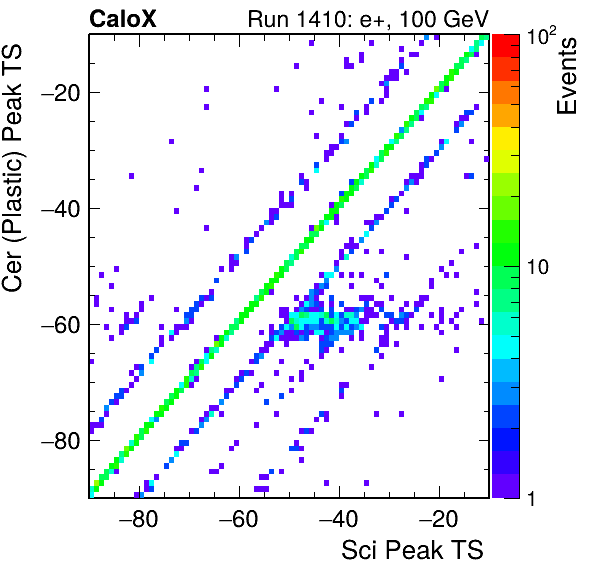 CaloX Run 1410: e+, 100 GeV
Cer (Plastic) Peak TS
−20
−40
−60
−80
−80 −60 −40 −20
Sci Peak TS
10²
10
1
Events